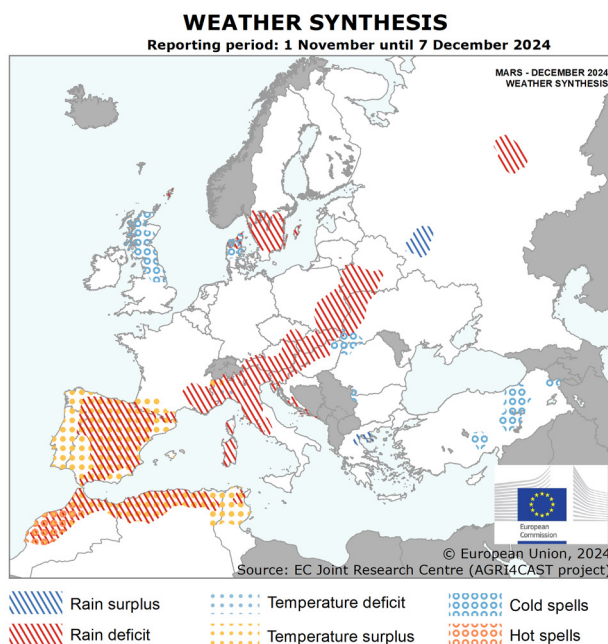 WEATHER SYNTHESIS
Reporting period: 1 November until 7 December 2024
MARS - DECEMBER 2024
WEATHER SYNTHESIS
European
Commission
© European Union, 2024
Source: EC Joint Research Centre (AGRI4CAST project)
Rain surplus
Temperature deficit
Cold spells
Rain deficit
Temperature surplus
Hot spells